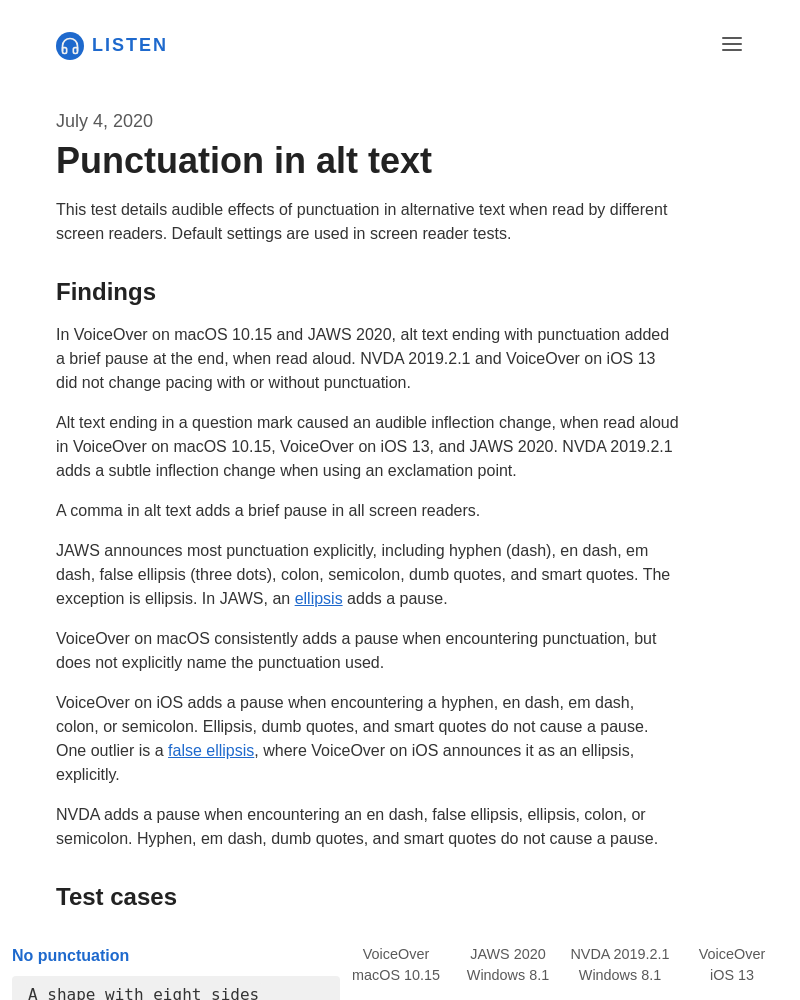 LISTEN
July 4, 2020
Punctuation in alt text
This test details audible effects of punctuation in alternative text when read by different
screen readers. Default settings are used in screen reader tests.
Findings
In VoiceOver on macOS 10.15 and JAWS 2020, alt text ending with punctuation added
a brief pause at the end, when read aloud. NVDA 2019.2.1 and VoiceOver on iOS 13
did not change pacing with or without punctuation.
Alt text ending in a question mark caused an audible inflection change, when read aloud
in VoiceOver on macOS 10.15, VoiceOver on iOS 13, and JAWS 2020. NVDA 2019.2.1
adds a subtle inflection change when using an exclamation point.
A comma in alt text adds a brief pause in all screen readers.
JAWS announces most punctuation explicitly, including hyphen (dash), en dash, em
dash, false ellipsis (three dots), colon, semicolon, dumb quotes, and smart quotes. The
exception is ellipsis. In JAWS, an ellipsis adds a pause.
VoiceOver on macOS consistently adds a pause when encountering punctuation, but
does not explicitly name the punctuation used.
VoiceOver on iOS adds a pause when encountering a hyphen, en dash, em dash,
colon, or semicolon. Ellipsis, dumb quotes, and smart quotes do not cause a pause.
One outlier is a false ellipsis, where VoiceOver on iOS announces it as an ellipsis,
explicitly.
NVDA adds a pause when encountering an en dash, false ellipsis, ellipsis, colon, or
semicolon. Hyphen, em dash, dumb quotes, and smart quotes do not cause a pause.
Test cases
No punctuation
A shape with eight sides
VoiceOver
macOS 10.15
JAWS 2020
Windows 8.1
NVDA 2019.2.1
Windows 8.1
VoiceOver
iOS 13